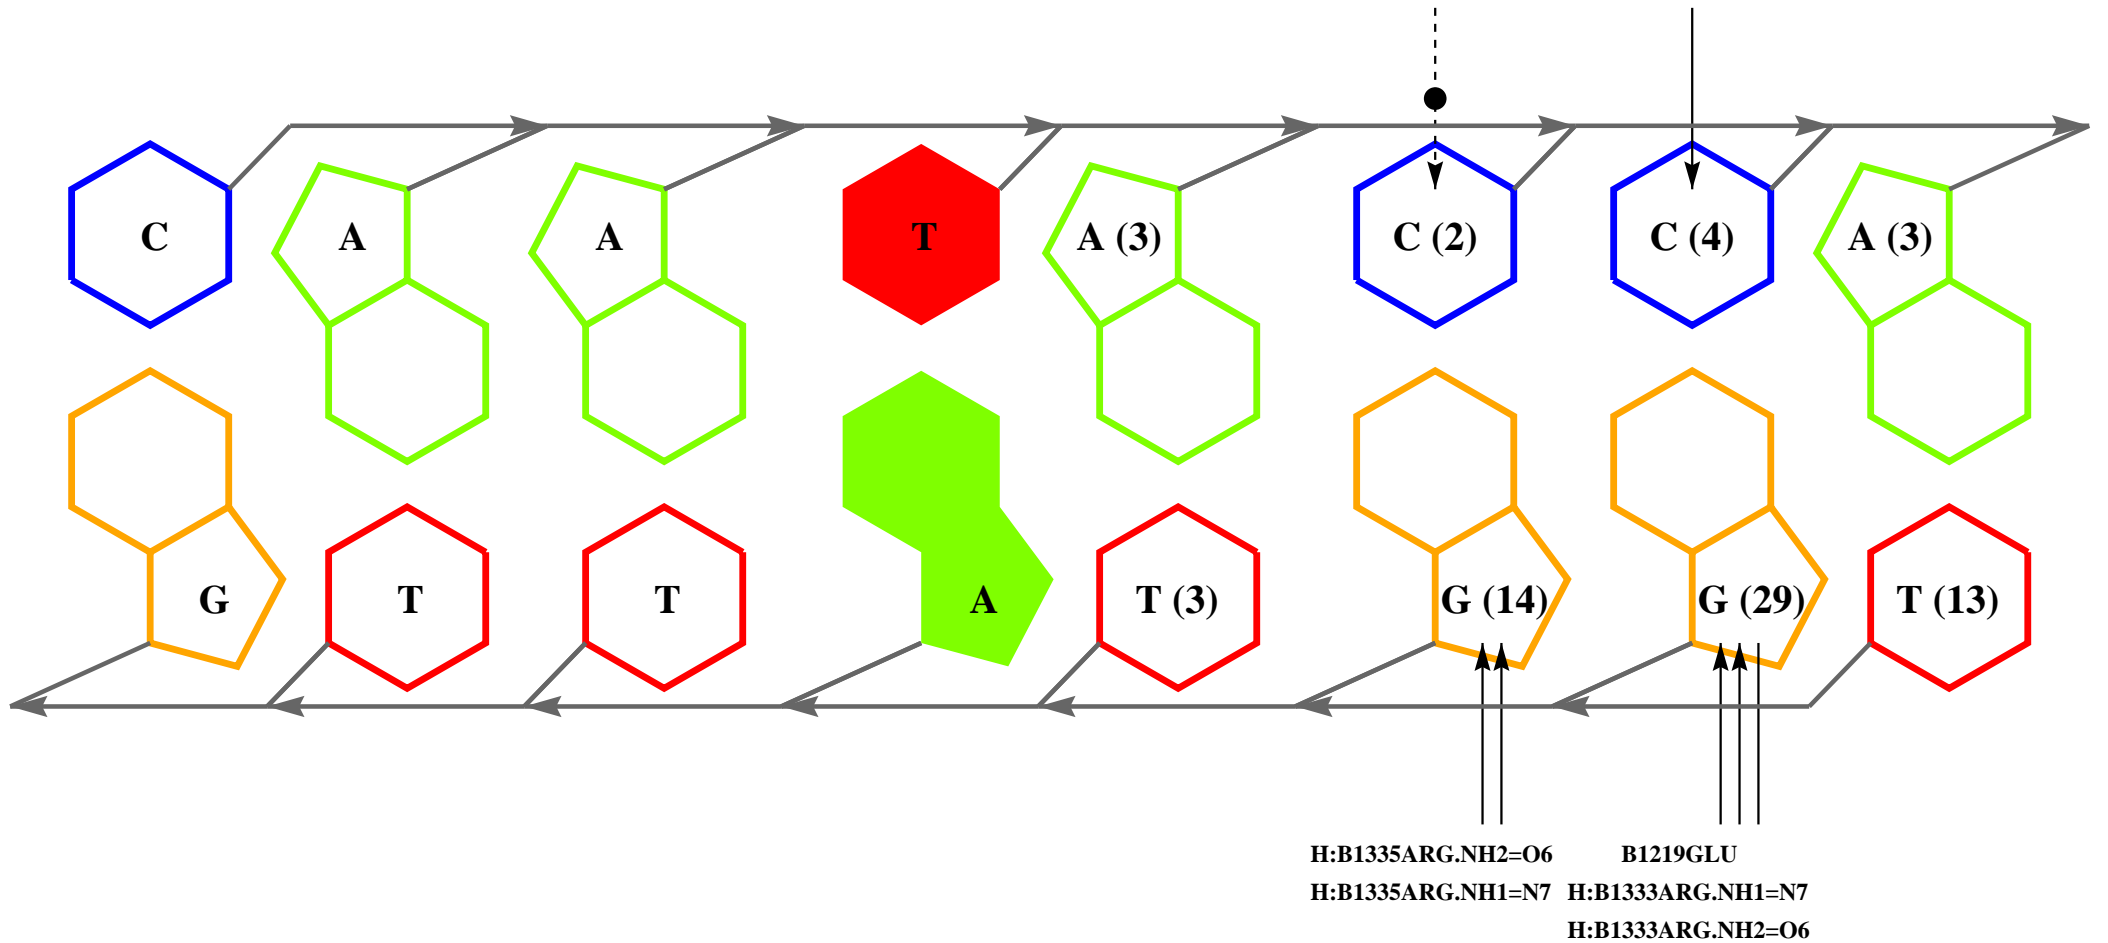 C A A T A (3) C (2) C (4) A (3)
G T T A T (3) G (14) G (29) T (13)
H:B1335ARG.NH2=O6 B1219GLU
H:B1335ARG.NH1=N7 H:B1333ARG.NH1=N7
H:B1333ARG.NH2=O6